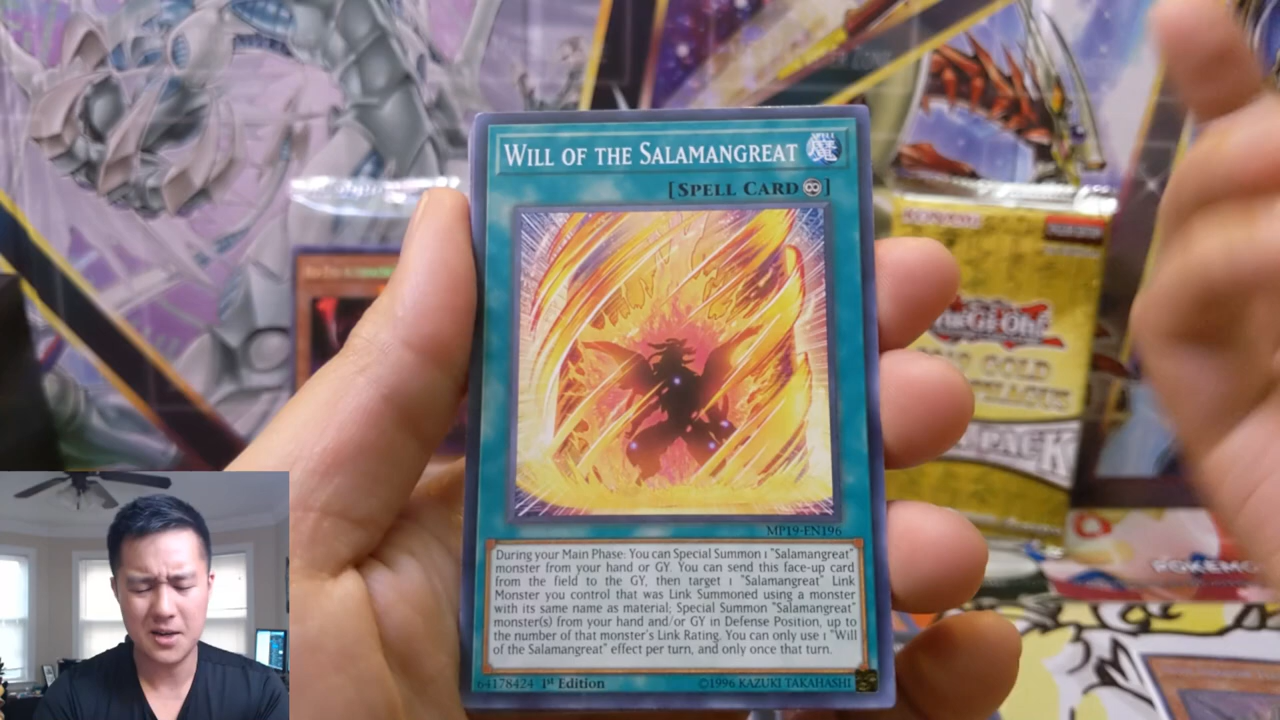 WILL OF THE SALAMANGREAT
[SPELL CARD]
MP19-EN196
During your Main Phase: You can Special Summon 1 "Salamangreat"
monster from your hand or GY. You can send this face-up card
from the field to the GY, then target 1 "Salamangreat" Link
Monster you control that was Link Summoned using a monster
with its same name as material; Special Summon "Salamangreat"
monster(s) from your hand and/or GY in Defense Position, up to
the number of that monster's Link Rating. You can only use 1 "Will
of the Salamangreat" effect per turn, and only once that turn.
64178424 1st Edition
©1996 KAZUKI TAKAHASHI
KONAMI
GOLD
SARCOPHAGUS
POKÉMO